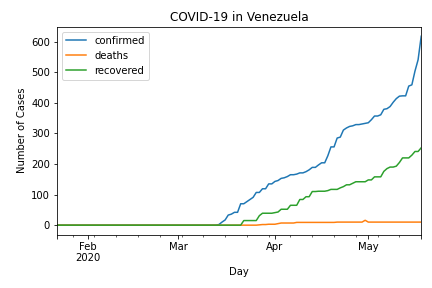 COVID-19 in Venezuela
confirmed
deaths
recovered
600
500
400
300
200
100
0
Number of Cases
Feb
2020
Mar
Apr
May
Day